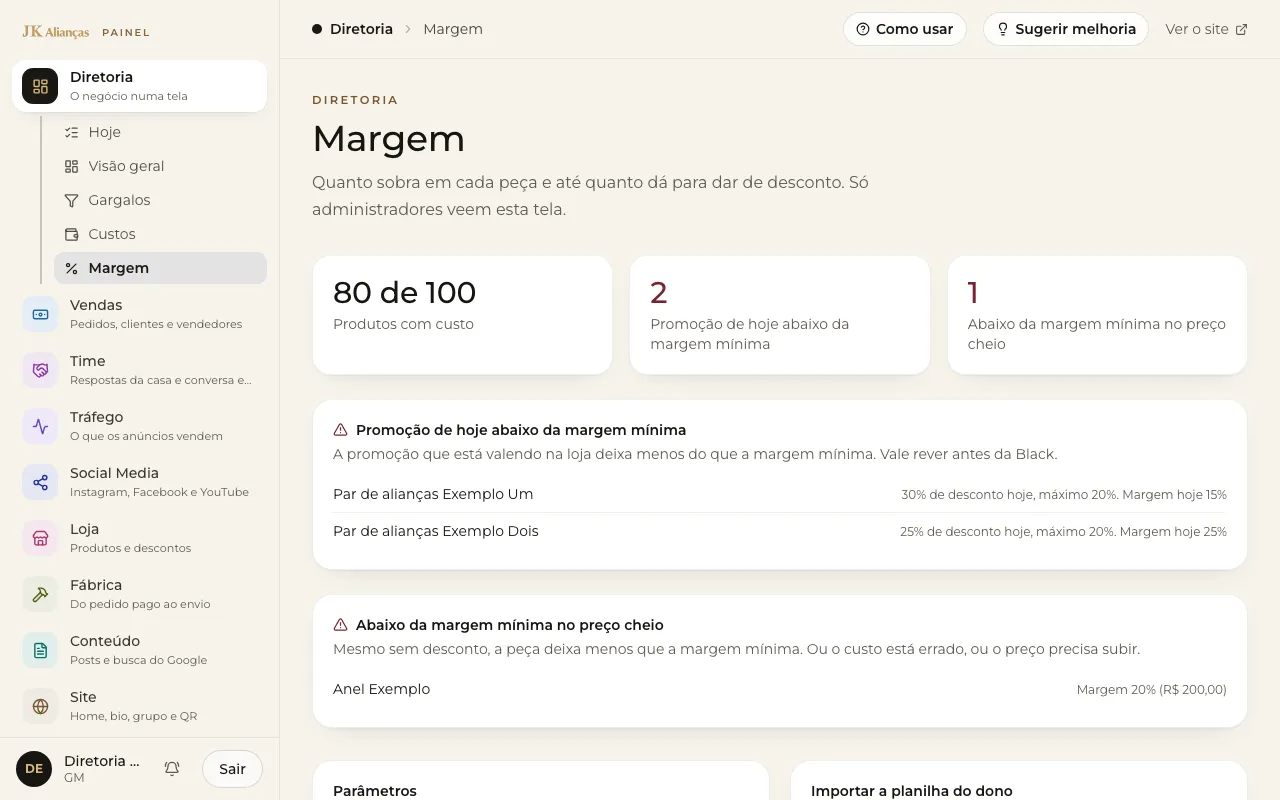 JK Alianças PAINEL
Diretoria
O negócio numa tela
Hoje
Visão geral
Gargalos
Custos
Margem
Vendas
Pedidos, clientes e vendedores
Time
Respostas da casa e conversa e...
Tráfego
O que os anúncios vendem
Social Media
Instagram, Facebook e YouTube
Loja
Produtos e descontos
Fábrica
Do pedido pago ao envio
Conteúdo
Posts e busca do Google
Site
Home, bio, grupo e QR
DE
Diretoria ...
GM
Sair
Diretoria > Margem
Como usar
Sugerir melhoria
Ver o site
DIRETORIA
Margem
Quanto sobra em cada peça e até quanto dá para dar de desconto. Só
administradores veem esta tela.
80 de 100
Produtos com custo
2
Promoção de hoje abaixo da
margem mínima
1
Abaixo da margem mínima no preço
cheio
Promoção de hoje abaixo da margem mínima
A promoção que está valendo na loja deixa menos do que a margem mínima. Vale rever antes da Black.
Par de alianças Exemplo Um
30% de desconto hoje, máximo 20%. Margem hoje 15%
Par de alianças Exemplo Dois
25% de desconto hoje, máximo 20%. Margem hoje 25%
Abaixo da margem mínima no preço cheio
Mesmo sem desconto, a peça deixa menos que a margem mínima. Ou o custo está errado, ou o preço precisa subir.
Anel Exemplo
Margem 20% (R$ 200,00)
Parâmetros
Importar a planilha do dono